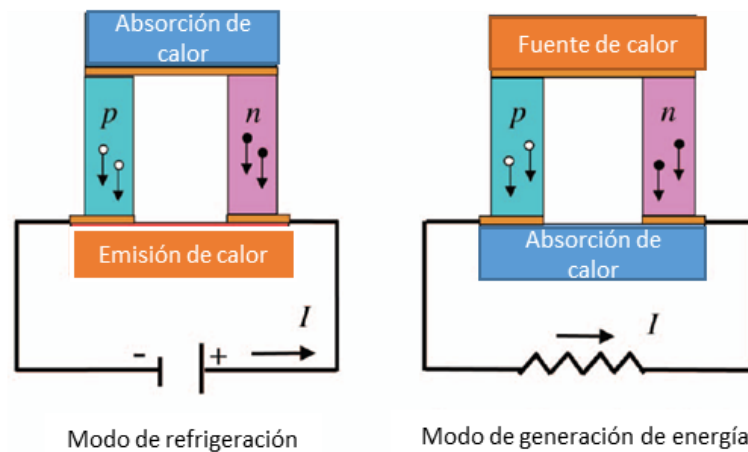 Absorción de
calor
p
n
Emisión de calor
I
- +
Modo de refrigeración
Fuente de calor
p
n
Absorción de
calor
I
Modo de generación de energía